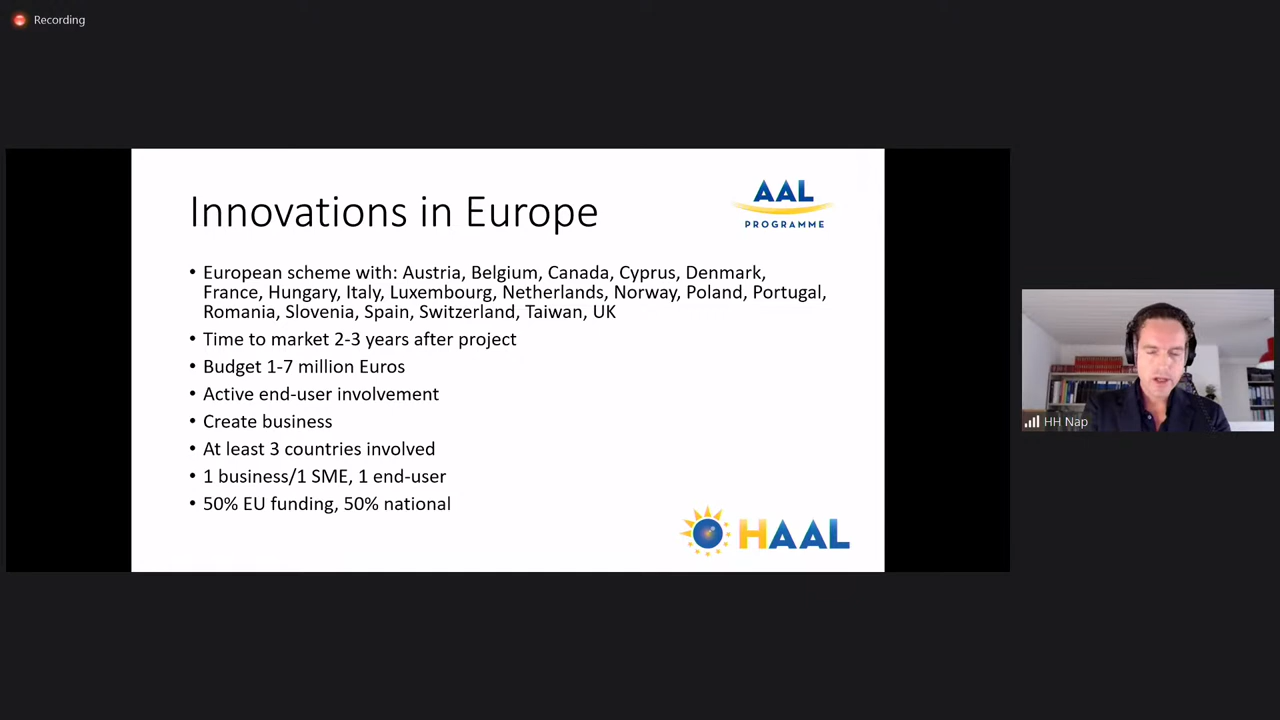 Recording
Innovations in Europe
AAL
PROGRAMME
• European scheme with: Austria, Belgium, Canada, Cyprus, Denmark,
France, Hungary, Italy, Luxembourg, Netherlands, Norway, Poland, Portugal,
Romania, Slovenia, Spain, Switzerland, Taiwan, UK
• Time to market 2-3 years after project
• Budget 1-7 million Euros
• Active end-user involvement
• Create business
• At least 3 countries involved
• 1 business/1 SME, 1 end-user
• 50% EU funding, 50% national
HAAL
HH Nap